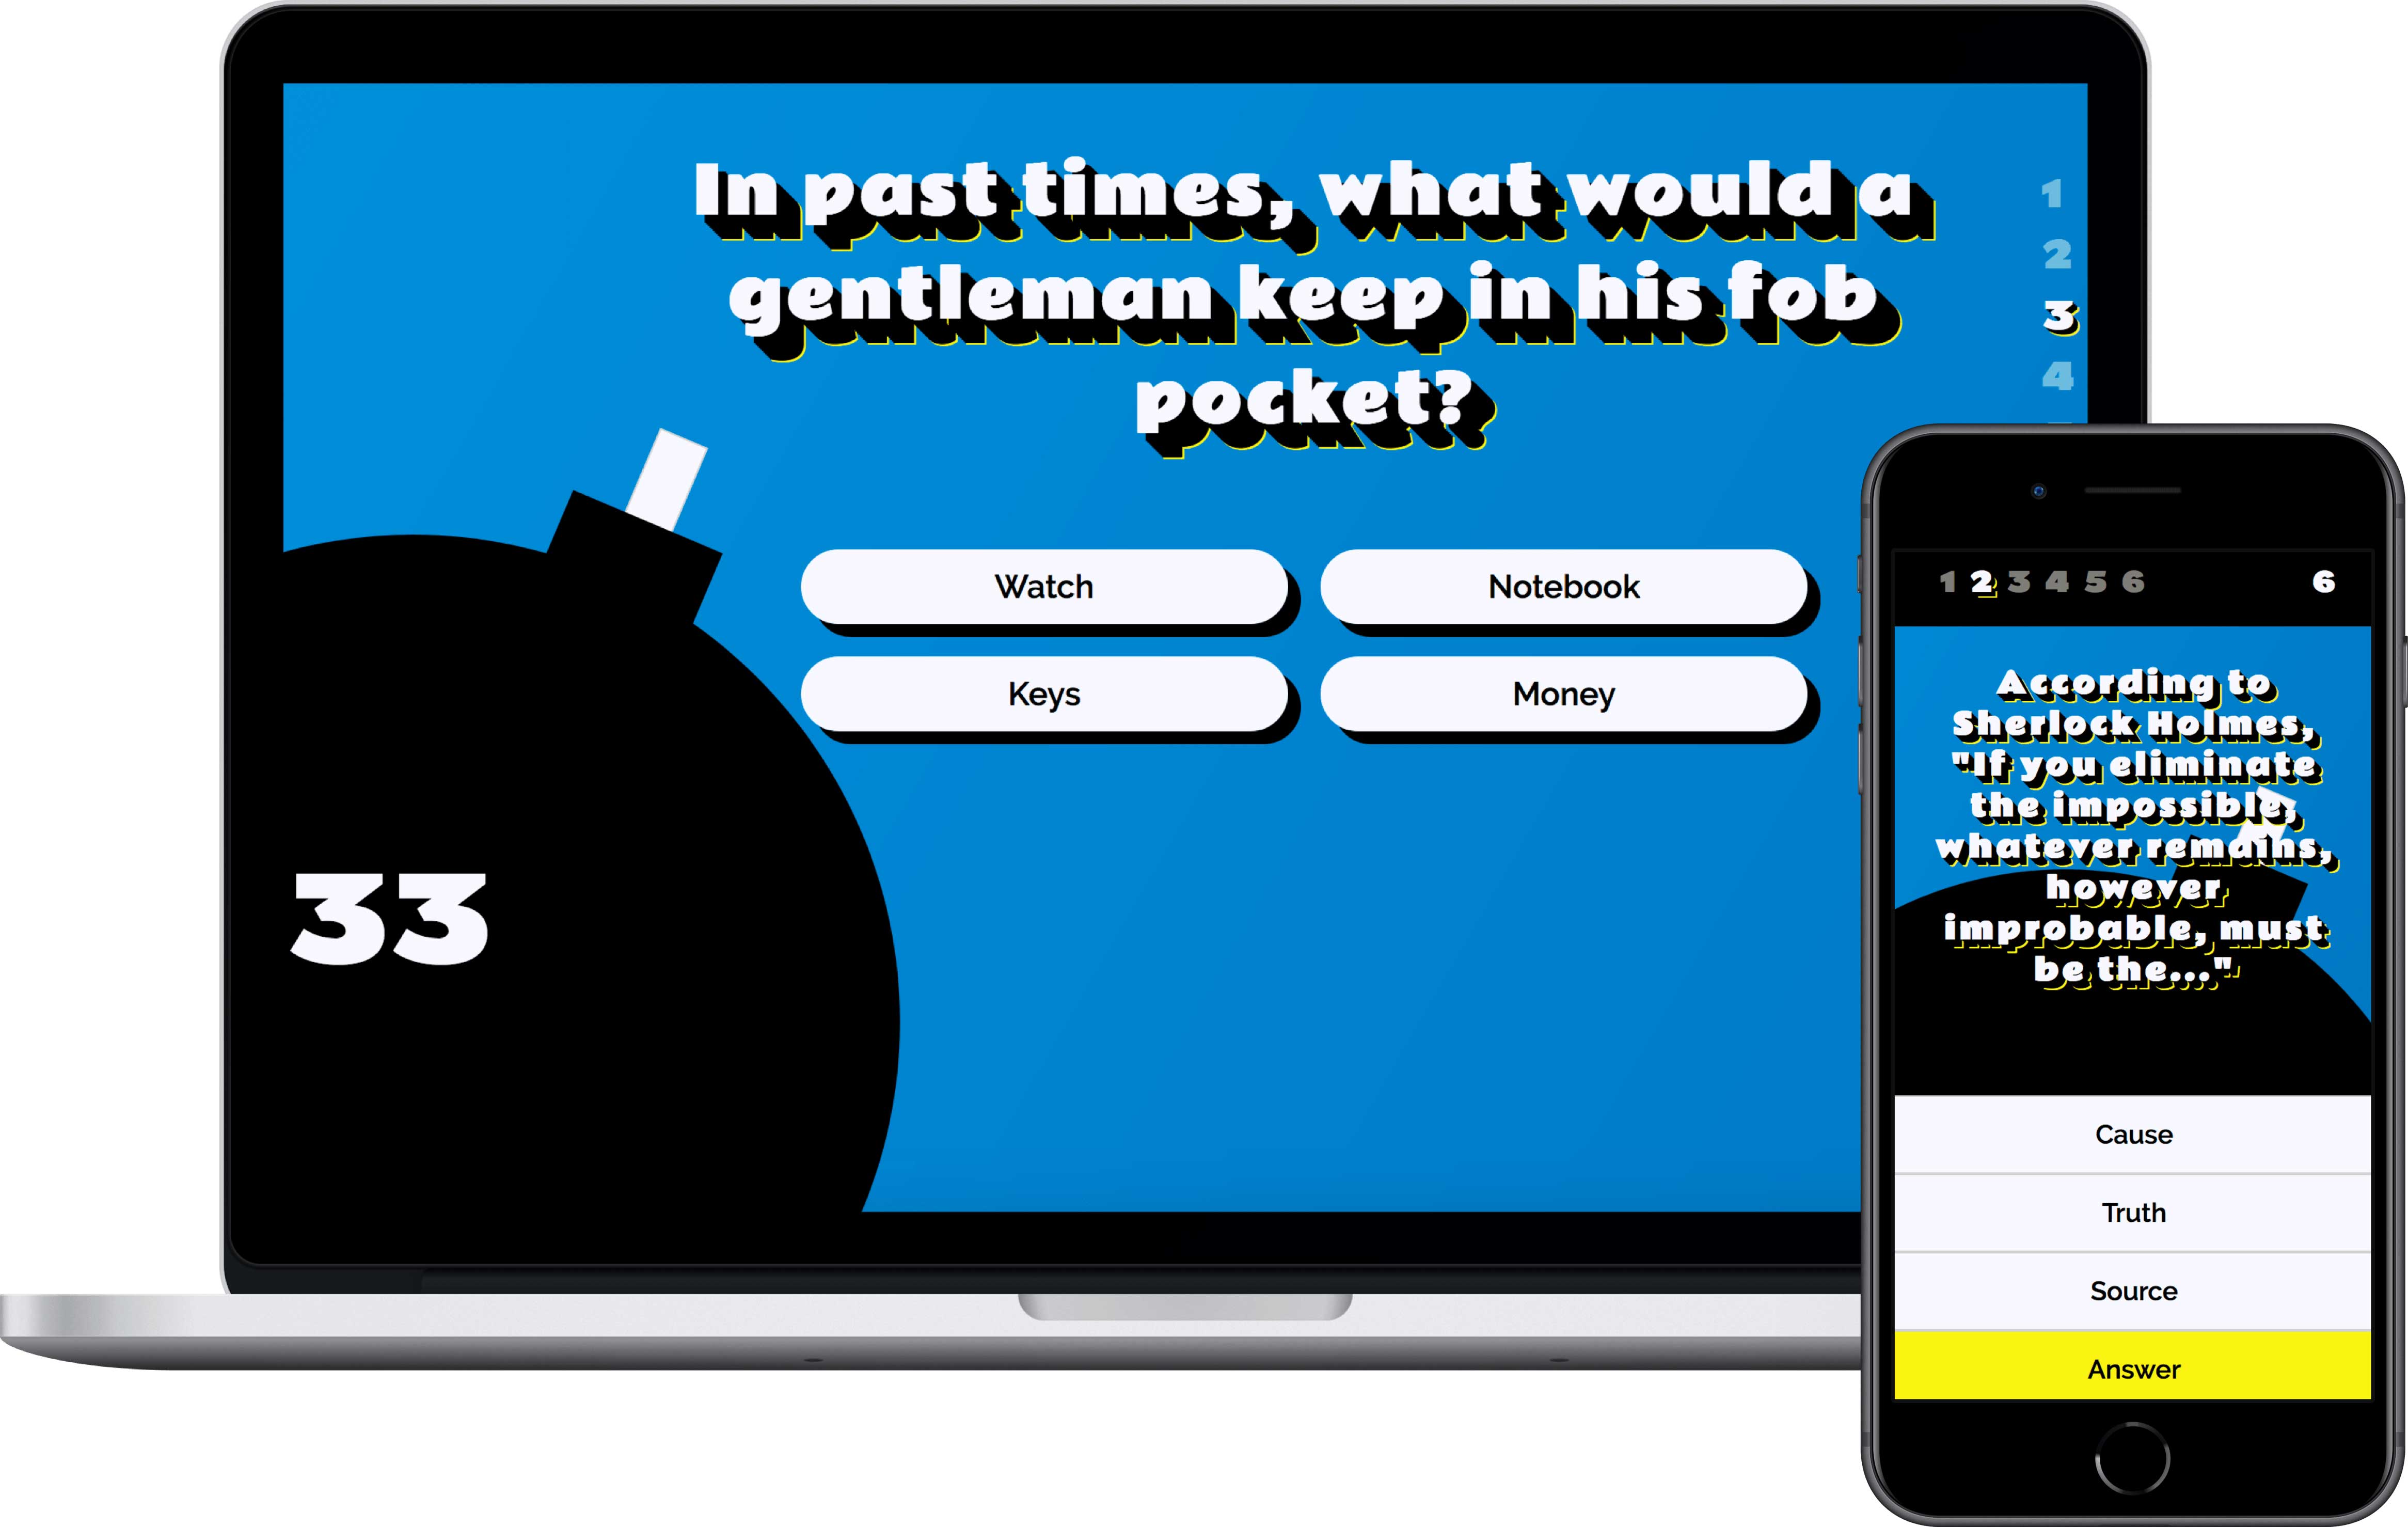 In past times, what would a
gentleman keep in his fob
pocket?
1
2
3
4
Watch
Notebook
Keys
Money
33
1 2 3 4 5 6
6
According to
Sherlock Holmes,
"If you eliminate
the impossible,
whatever remains,
however
improbable, must
be the..."
Cause
Truth
Source
Answer